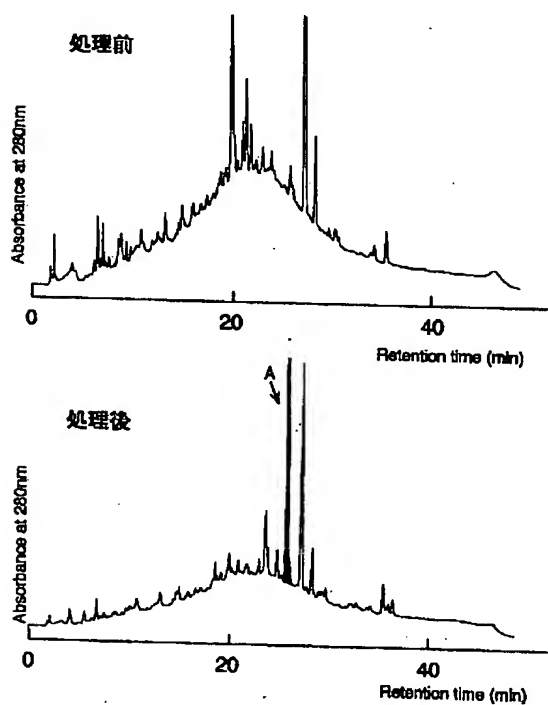 処理前
Absorbance at 280nm
0 20 40
Retention time (min)
A
処理後
Absorbance at 280nm
0 20 40
Retention time (min)